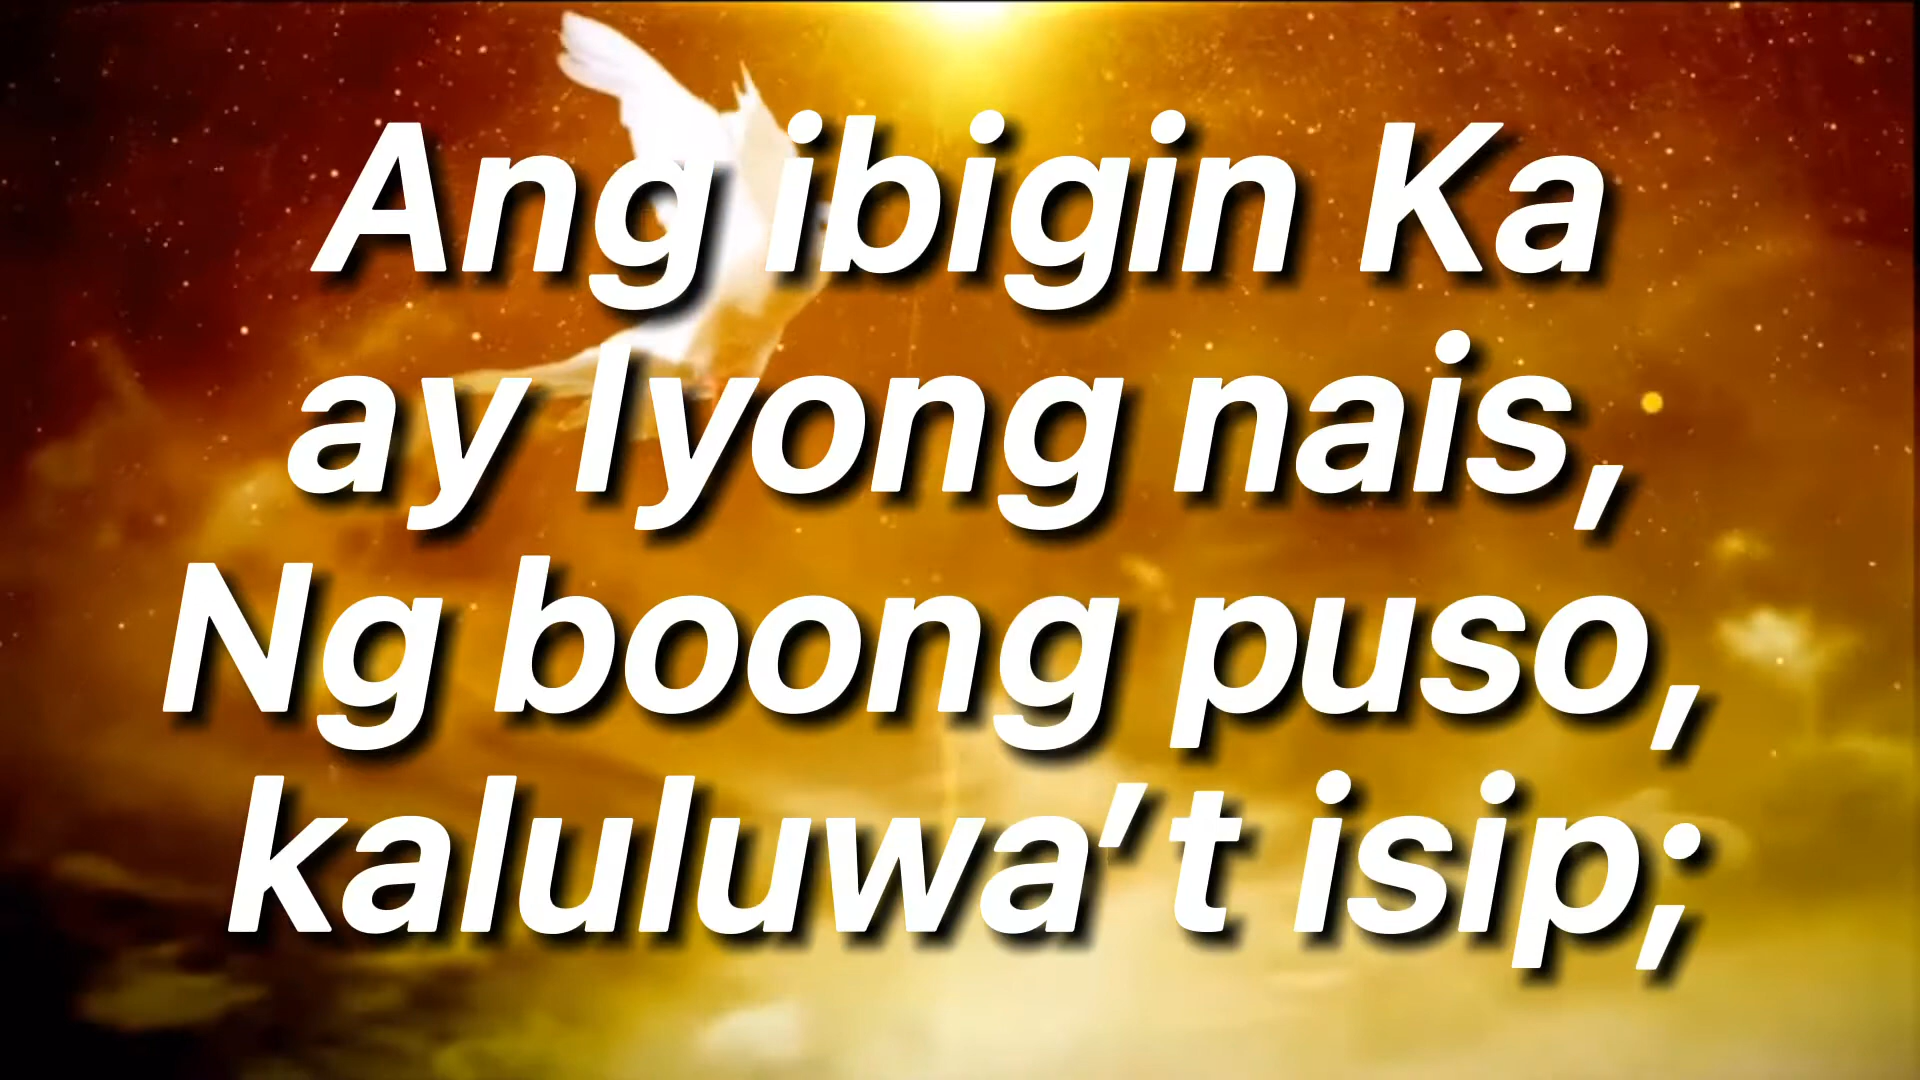 Ang ibigin Ka
ay Iyong nais,
Ng boong puso,
kaluluwa’t isip;